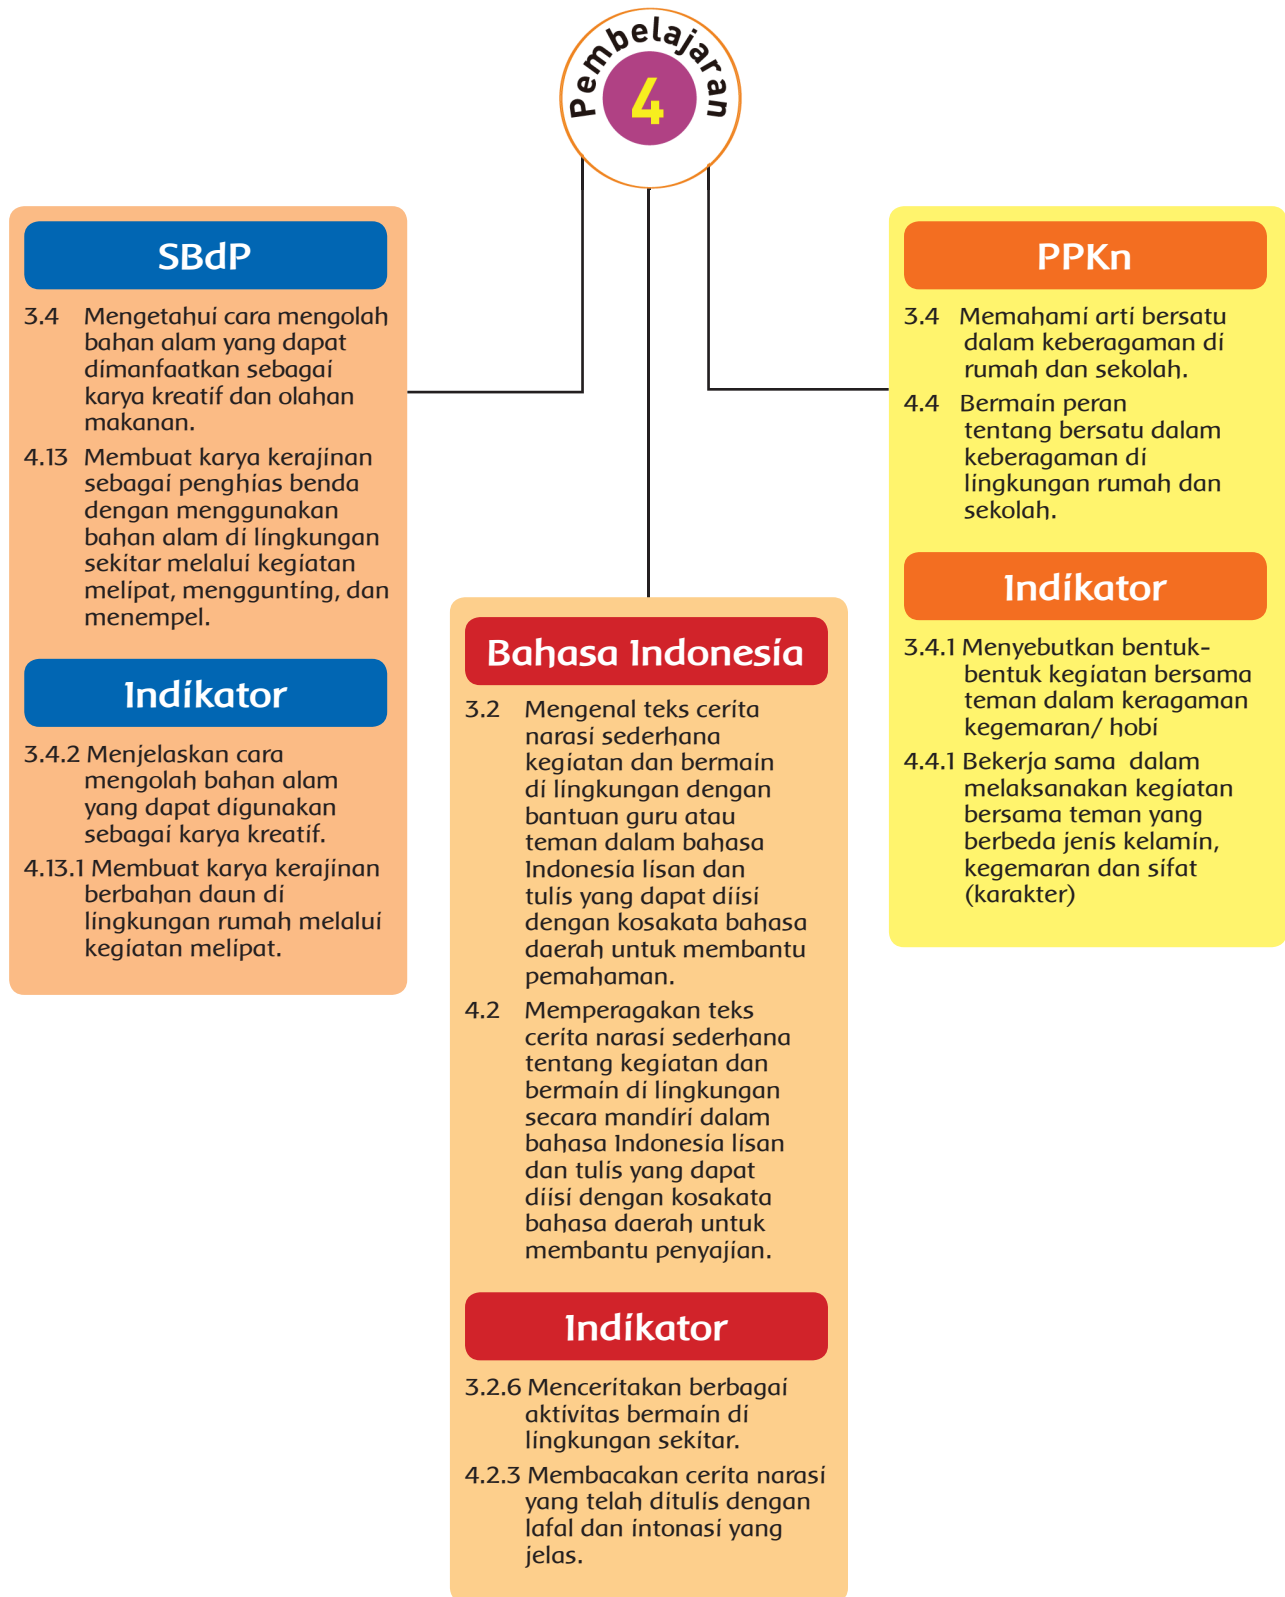 Pembelajaran
4
SBdP
3.4 Mengetahui cara mengolah
bahan alam yang dapat
dimanfaatkan sebagai
karya kreatif dan olahan
makanan.
4.13 Membuat karya kerajinan
sebagai penghias benda
dengan menggunakan
bahan alam di lingkungan
sekitar melalui kegiatan
melipat, menggunting, dan
menempel.
Indikator
3.4.2 Menjelaskan cara
mengolah bahan alam
yang dapat digunakan
sebagai karya kreatif.
4.13.1 Membuat karya kerajinan
berbahan daun di
lingkungan rumah melalui
kegiatan melipat.
Bahasa Indonesia
3.2 Mengenal teks cerita
narasi sederhana
kegiatan dan bermain
di lingkungan dengan
bantuan guru atau
teman dalam bahasa
Indonesia lisan dan
tulis yang dapat diisi
dengan kosakata bahasa
daerah untuk membantu
pemahaman.
4.2 Memperagakan teks
cerita narasi sederhana
tentang kegiatan dan
bermain di lingkungan
secara mandiri dalam
bahasa Indonesia lisan
dan tulis yang dapat
diisi dengan kosakata
bahasa daerah untuk
membantu penyajian.
Indikator
3.2.6 Menceritakan berbagai
aktivitas bermain di
lingkungan sekitar.
4.2.3 Membacakan cerita narasi
yang telah ditulis dengan
lafal dan intonasi yang
jelas.
PPKn
3.4 Memahami arti bersatu
dalam keberagaman di
rumah dan sekolah.
4.4 Bermain peran
tentang bersatu dalam
keberagaman di
lingkungan rumah dan
sekolah.
Indikator
3.4.1 Menyebutkan bentuk-
bentuk kegiatan bersama
teman dalam keragaman
kegemaran/ hobi
4.4.1 Bekerja sama dalam
melaksanakan kegiatan
bersama teman yang
berbeda jenis kelamin,
kegemaran dan sifat
(karakter)